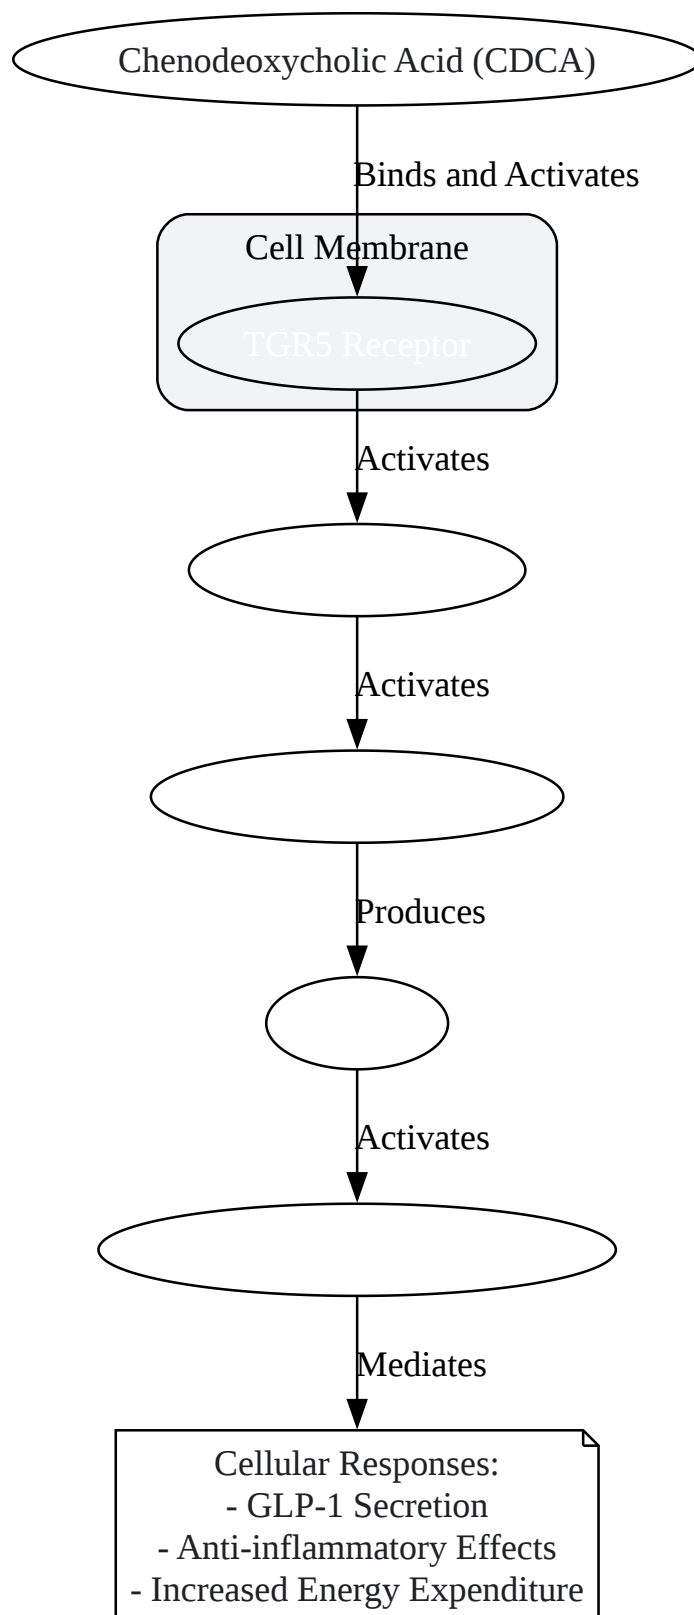 Chenodeoxycholic Acid (CDCA)
Binds and Activates
Cell Membrane
TGR5 Receptor
Activates
Activates
Produces
Activates
Mediates
Cellular Responses:
- GLP-1 Secretion
- Anti-inflammatory Effects
- Increased Energy Expenditure